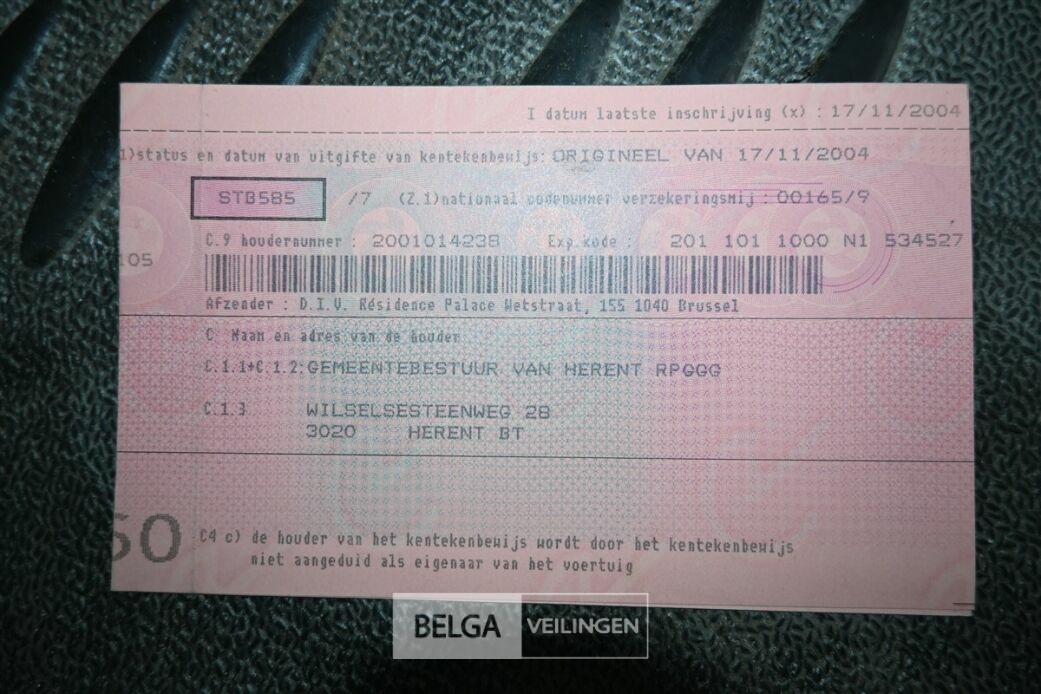 I datum laatste inschrijving (x) : 17/11/2004
1)status en datum van uitgifte van kentekenbewijs: ORIGINEEL VAN 17/11/2004
STB585 /7 (Z.1)nationaal codenummer verzekeringsmij : 00165/9
C.9 houdernummer : 2001014238 Exp.kode : 201 101 1000 N1 534527
105
Afzender : D.I.V. Résidence Palace Wetstraat, 155 1040 Brussel
C Naam en adres van de houder
C.1.1+C.1.2:GEMEENTEBESTUUR VAN HERENT RPGGG
C.1.3 WILSELSESTEENWEG 28
3020 HERENT BT
50
C4 c) de houder van het kentekenbewijs wordt door het kentekenbewijs
niet aangeduid als eigenaar van het voertuig
BELGA VEILINGEN